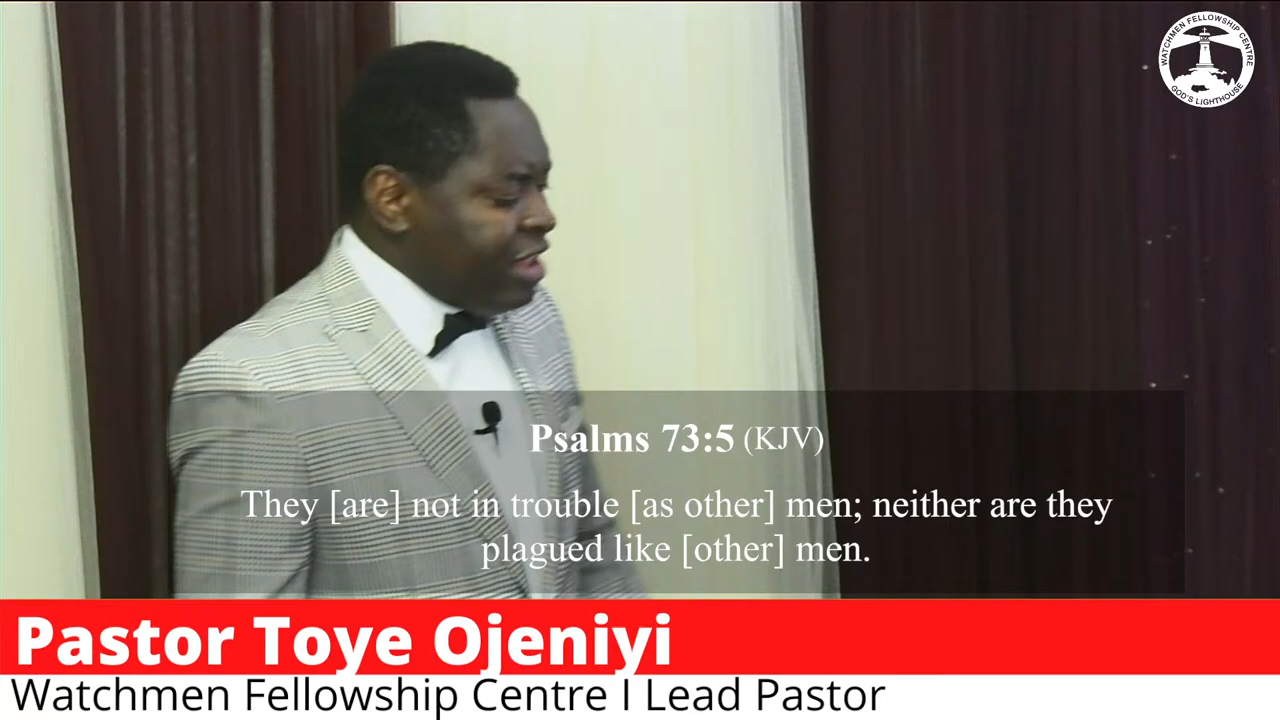 WATCHMEN FELLOWSHIP CENTRE
GOD'S LIGHTHOUSE
Psalms 73:5 (KJV)
They [are] not in trouble [as other] men; neither are they
plagued like [other] men.
Pastor Toye Ojeniyi
Watchmen Fellowship Centre I Lead Pastor